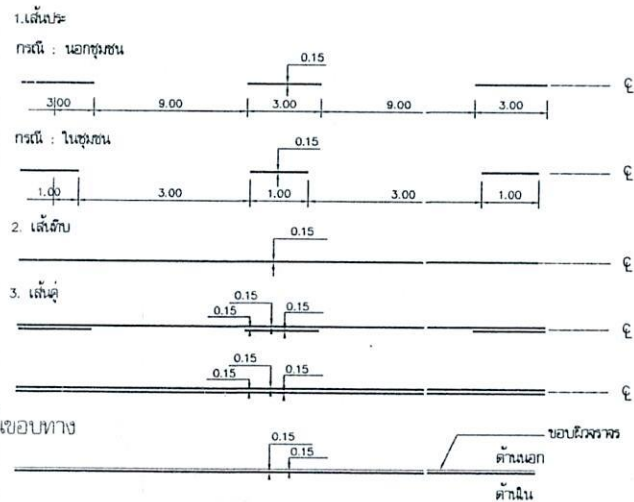 1.เส้นประ
กรณี : นอกชุมชน
0.15
3.00 9.00 3.00 9.00 3.00
℄
กรณี : ในชุมชน
0.15
1.00 3.00 1.00 3.00 1.00
℄
2. เส้นทึบ
0.15
℄
3. เส้นคู่
0.15
0.15 0.15
℄
0.15
0.15 0.15
℄
นขอบทาง
ขอบผิวจราจร
0.15
0.15
ด้านนอก
ด้านใน